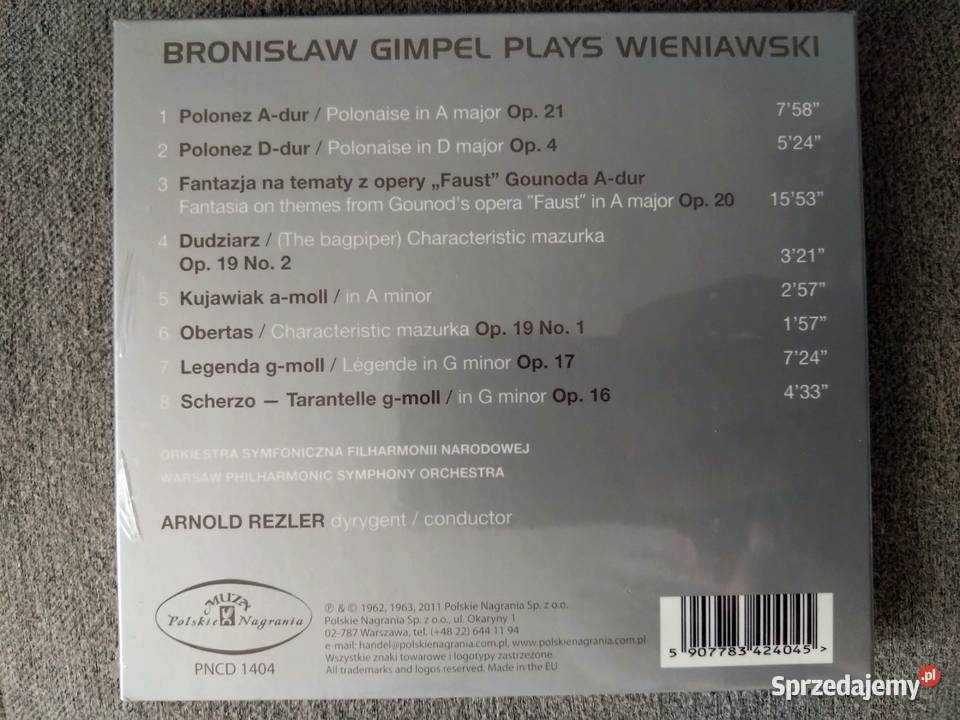 BRONISŁAW GIMPEL PLAYS WIENIAWSKI
1 Polonez A-dur / Polonaise in A major Op. 21 7’58”
2 Polonez D-dur / Polonaise in D major Op. 4 5’24”
3 Fantazja na tematy z opery „Faust” Gounoda A-dur
Fantasia on themes from Gounod's opera "Faust" in A major Op. 20 15’53”
4 Dudziarz / (The bagpiper) Characteristic mazurka
Op. 19 No. 2 3’21”
5 Kujawiak a-moll / in A minor 2’57”
6 Obertas / Characteristic mazurka Op. 19 No. 1 1’57”
7 Legenda g-moll / Légende in G minor Op. 17 7’24”
8 Scherzo — Tarantelle g-moll / in G minor Op. 16 4’33”
ORKIESTRA SYMFONICZNA FILHARMONII NARODOWEJ
WARSAW PHILHARMONIC SYMPHONY ORCHESTRA
ARNOLD REZLER dyrygent / conductor
MUZA
Polskie Nagrania
PNCD 1404
℗ & © 1962, 1963, 2011 Polskie Nagrania Sp. z o.o.
Polskie Nagrania Sp. z o.o., ul. Okaryny 1
02-787 Warszawa, tel. (+48 22) 644 11 94
e-mail: handel@polskienagrania.com.pl, www.polskienagrania.com.pl
Wszystkie znaki towarowe i logotypy zastrzeżone.
All trademarks and logos reserved. Made in the EU
5 907783 424045 >
Sprzedajemy .pl